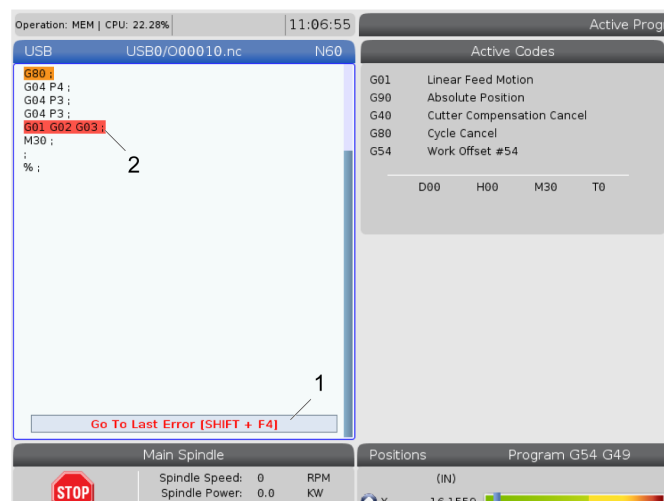 Operation: MEM | CPU: 22.28%
11:06:55
Active Prog
USB USB0/O00010.nc N60
G80 ;
G04 P4 ;
G04 P3 ;
G04 P3 ;
G01 G02 G03 ;
M30 ;
;
% ;
2
1
Go To Last Error [SHIFT + F4]
Active Codes
G01 Linear Feed Motion
G90 Absolute Position
G40 Cutter Compensation Cancel
G80 Cycle Cancel
G54 Work Offset #54
D00 H00 M30 T0
Main Spindle
STOP
Spindle Speed: 0 RPM
Spindle Power: 0.0 KW
Positions Program G54 G49
(IN)
X 16.1550